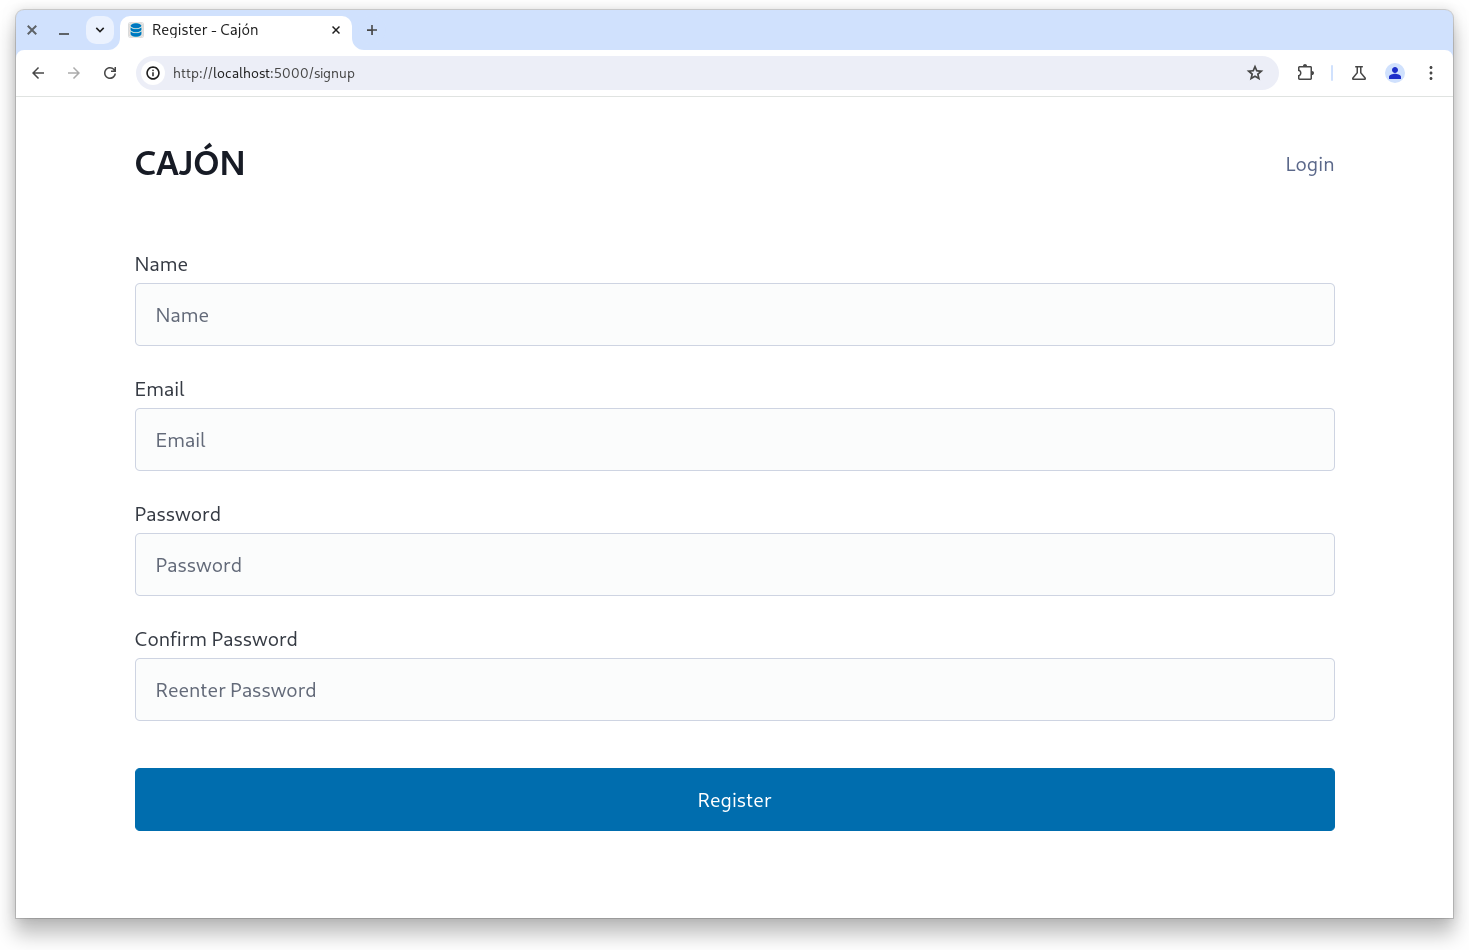 Register - Cajón
http://localhost:5000/signup
CAJÓN
Login
Name
Name
Email
Email
Password
Password
Confirm Password
Reenter Password
Register